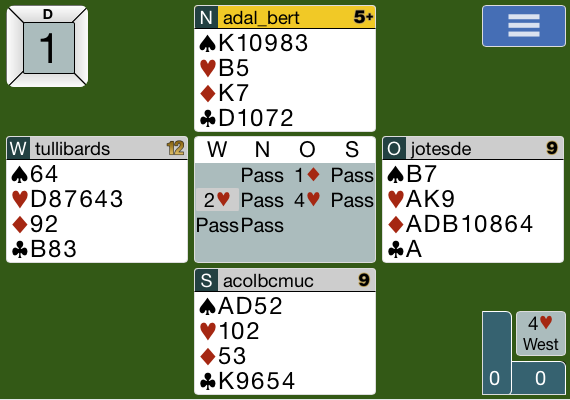 D
1
N adal_bert 5+
♠K10983
♥B5
♦K7
♣D1072
W tullibards 12
♠64
♥D87643
♦92
♣B83
W N O S
Pass 1♦ Pass
2♥ Pass 4♥ Pass
Pass Pass
O jotesde 9
♠B7
♥AK9
♦ADB10864
♣A
S acolbcmuc 9
♠AD52
♥102
♦53
♣K9654
4♥
West
0 0